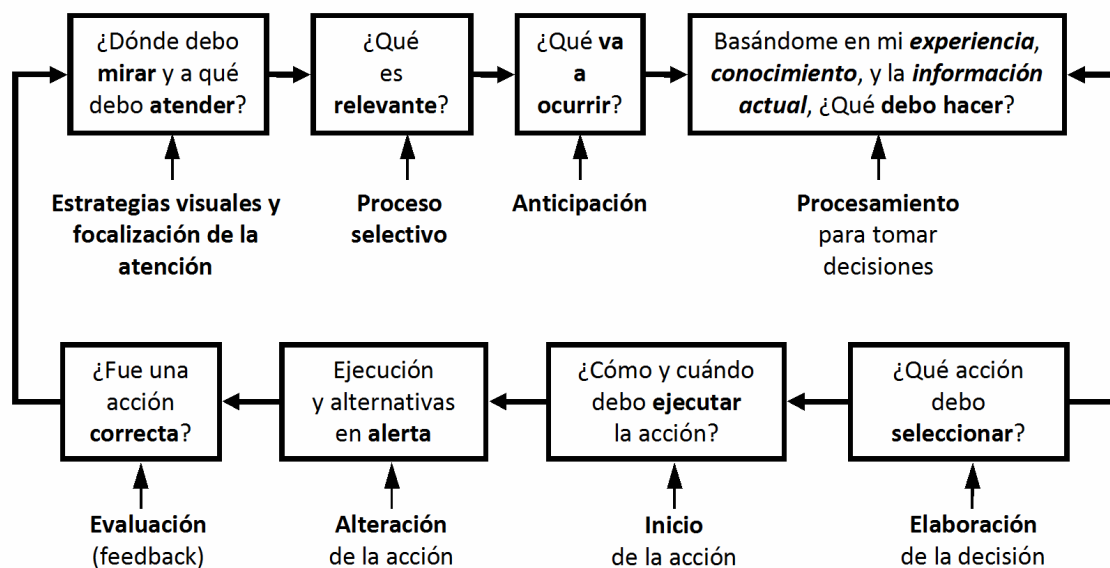 ¿Dónde debo
mirar y a qué
debo atender?
¿Qué
es
relevante?
¿Qué va
a
ocurrir?
Basándome en mi experiencia,
conocimiento, y la información
actual, ¿Qué debo hacer?
Estrategias visuales y
focalización de la
atención
Proceso
selectivo
Anticipación
Procesamiento
para tomar
decisiones
¿Fue una
acción
correcta?
Ejecución
y alternativas
en alerta
¿Cómo y cuándo
debo ejecutar
la acción?
¿Qué acción
debo
seleccionar?
Evaluación
(feedback)
Alteración
de la acción
Inicio
de la acción
Elaboración
de la decisión